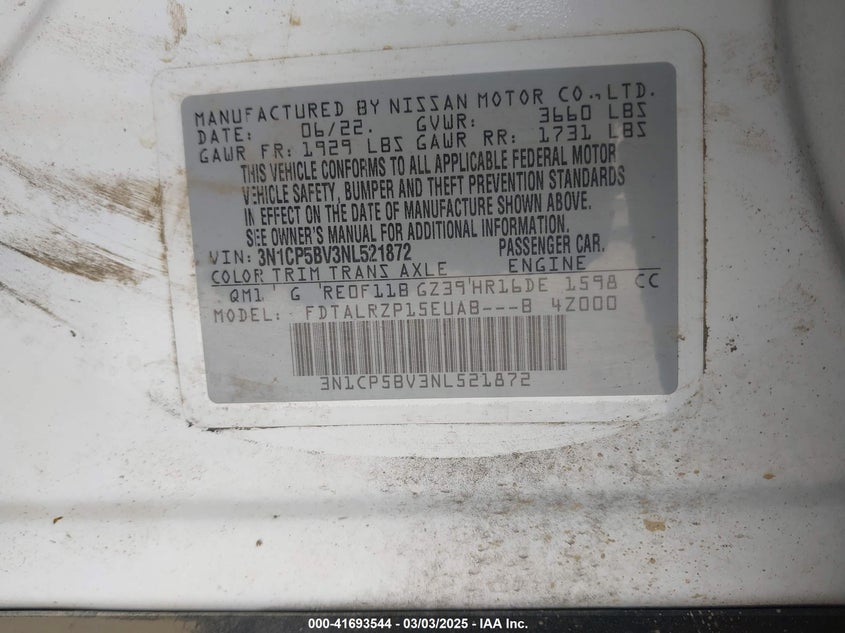 MANUFACTURED BY NISSAN MOTOR CO., LTD.
DATE: 06/22. GVWR: 3660 LBS
GAWR FR: 1929 LBS GAWR RR: 1731 LBS
THIS VEHICLE CONFORMS TO ALL APPLICABLE FEDERAL MOTOR
VEHICLE SAFETY, BUMPER AND THEFT PREVENTION STANDARDS
IN EFFECT ON THE DATE OF MANUFACTURE SHOWN ABOVE.
SEE OWNER'S MANUAL FOR ADDITIONAL INFORMATION.
VIN: 3N1CP5BV3NL521872 PASSENGER CAR.
COLOR TRIM TRANS AXLE ENGINE
QM1 G RE0F11B GZ39 HR16DE 1598 CC
MODEL: FDTALRZP15EUAB---B 4Z000
3N1CP5BV3NL521872
000-41693544 / 03/03/2025 - IAA Inc.